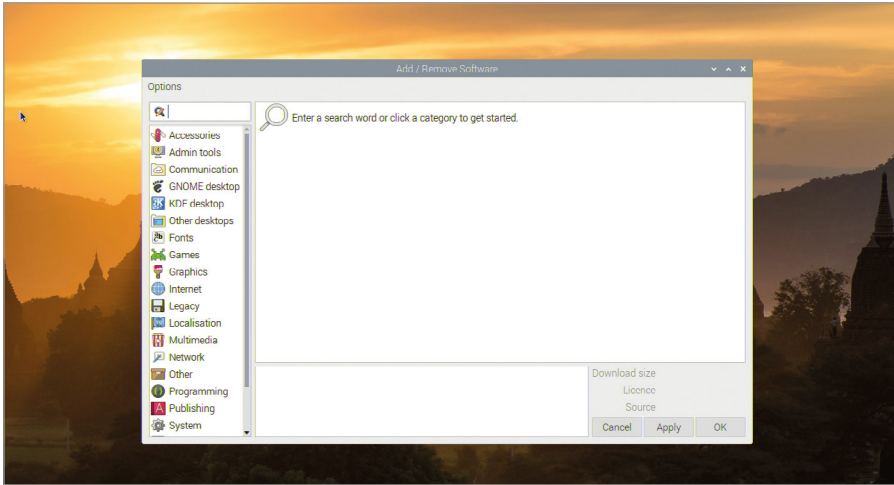 Add / Remove Software
Options
Enter a search word or click a category to get started.
Accessories
Admin tools
Communication
GNOME desktop
KDE desktop
Other desktops
Fonts
Games
Graphics
Internet
Legacy
Localisation
Multimedia
Network
Other
Programming
Publishing
System
Download size
Licence
Source
Cancel Apply OK